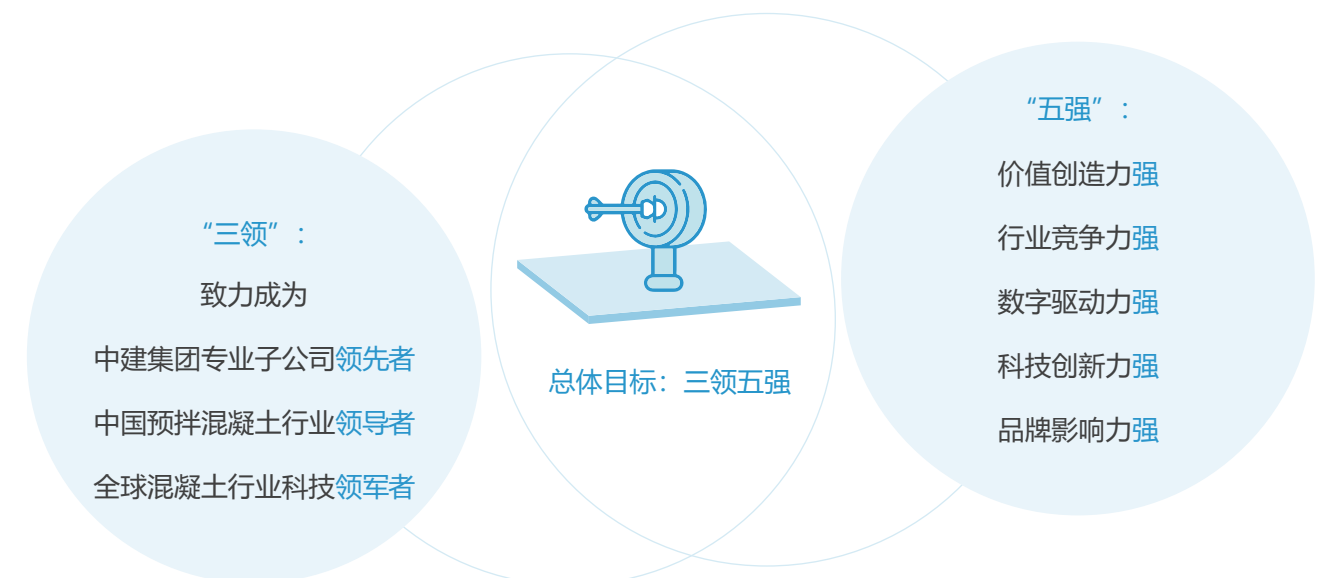 “三领”：
致力成为
中建集团专业子公司领先者
中国预拌混凝土行业领导者
全球混凝土行业科技领军者
总体目标：三领五强
“五强”：
价值创造力强
行业竞争力强
数字驱动力强
科技创新力强
品牌影响力强